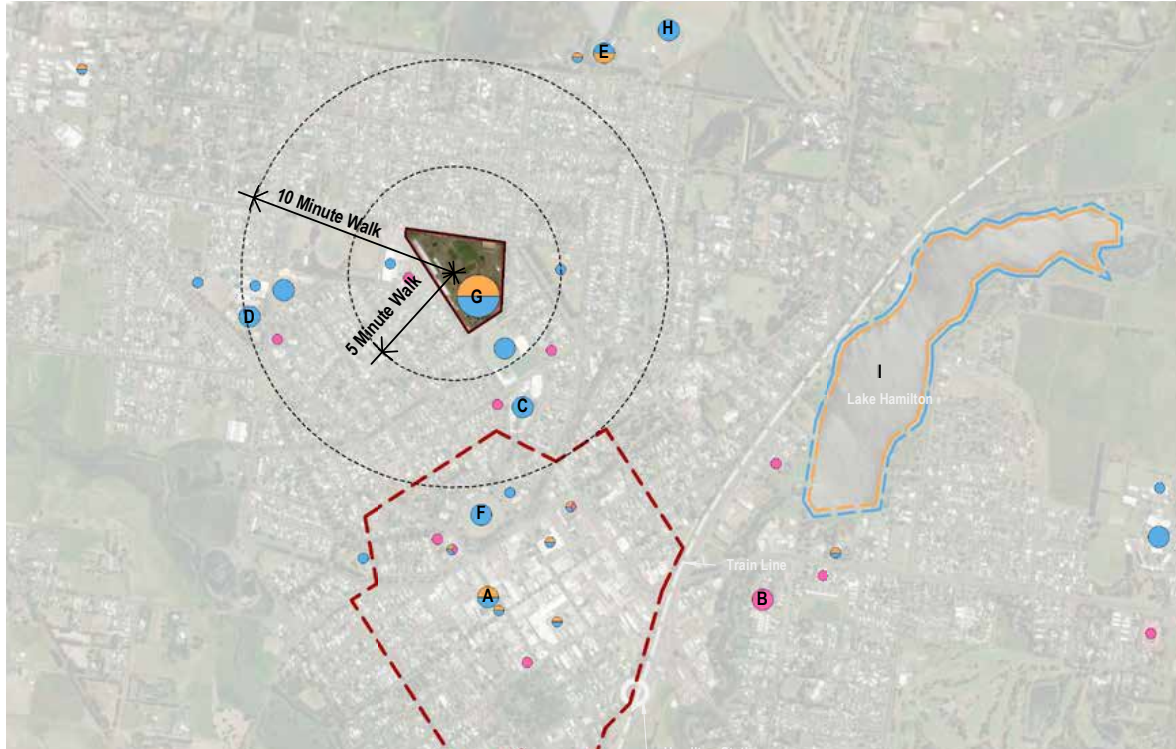 H
E
10 Minute Walk
G
5 Minute Walk
D
I
Lake Hamilton
C
F
Train Line
A
B